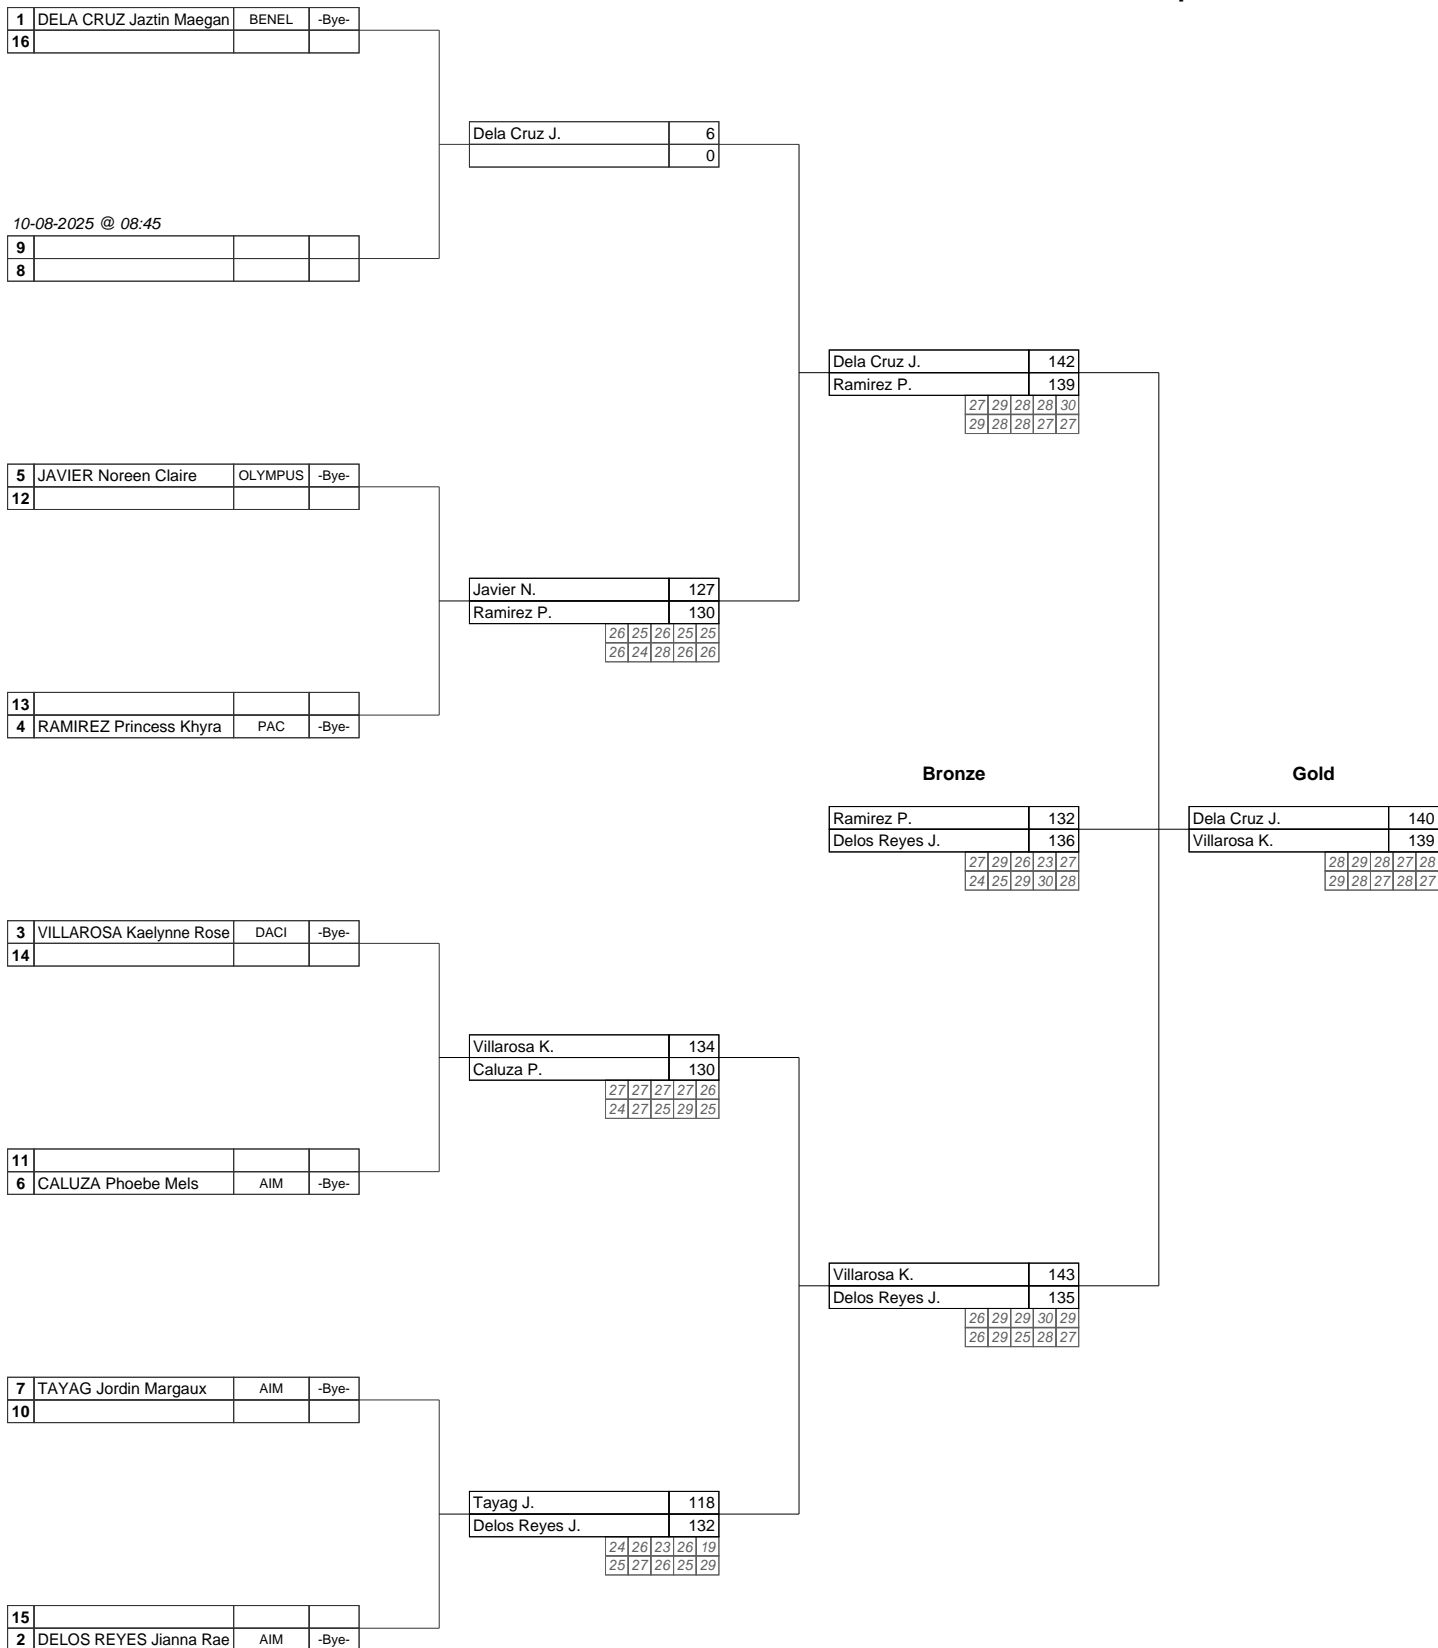 1 DELA CRUZ Jaztin Maegan BENEL -Bye-
16
Dela Cruz J. 6
0
10-08-2025 @ 08:45
9
8
Dela Cruz J. 142
Ramirez P. 139
27 29 28 28 30
29 28 28 27 27
5 JAVIER Noreen Claire OLYMPUS -Bye-
12
Javier N. 127
Ramirez P. 130
26 25 26 25 25
26 24 28 26 26
13
4 RAMIREZ Princess Khyra PAC -Bye-
Bronze Gold
Ramirez P. 132 Dela Cruz J. 140
Delos Reyes J. 136 Villarosa K. 139
27 29 26 23 27 28 29 28 27 28
24 25 29 30 28 29 28 27 28 27
3 VILLAROSA Kaelynne Rose DACI -Bye-
14
Villarosa K. 134
Caluza P. 130
27 27 27 27 26
24 27 25 29 25
11
6 CALUZA Phoebe Mels AIM -Bye-
Villarosa K. 143
Delos Reyes J. 135
26 29 29 30 29
26 29 25 28 27
7 TAYAG Jordin Margaux AIM -Bye-
10
Tayag J. 118
Delos Reyes J. 132
24 26 23 26 19
25 27 26 25 29
15
2 DELOS REYES Jianna Rae AIM -Bye-